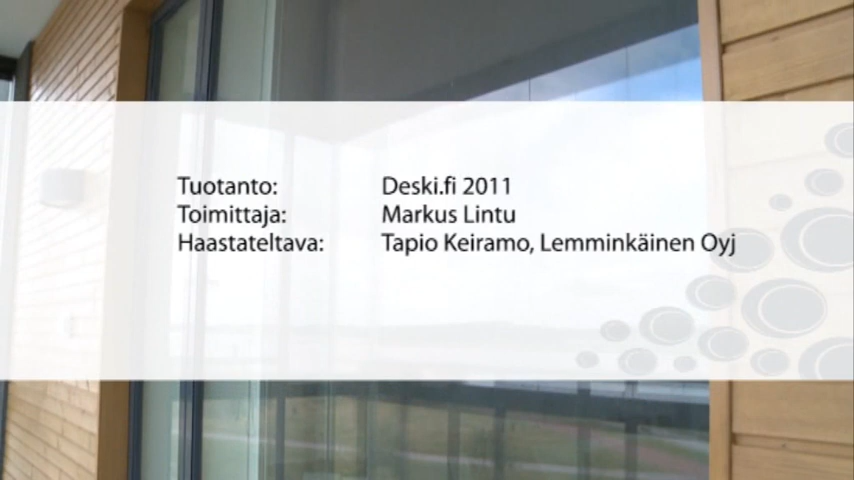 Tuotanto: Deski.fi 2011
Toimittaja: Markus Lintu
Haastateltava: Tapio Keiramo, Lemminkäinen Oyj